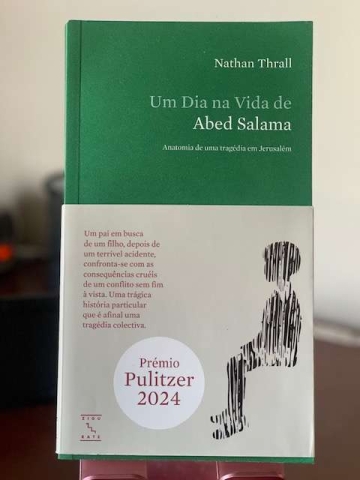 Nathan Thrall
Um Dia na Vida de
Abed Salama
Anatomia de uma tragédia em Jerusalém
Um pai em busca
de um filho, depois de
um terrível acidente,
confronta-se com as
consequências cruéis
de um conflito sem fim
à vista. Uma trágica
história particular
que é afinal uma
tragédia colectiva.
Prémio
Pulitzer
2024
ZIGU
RATE